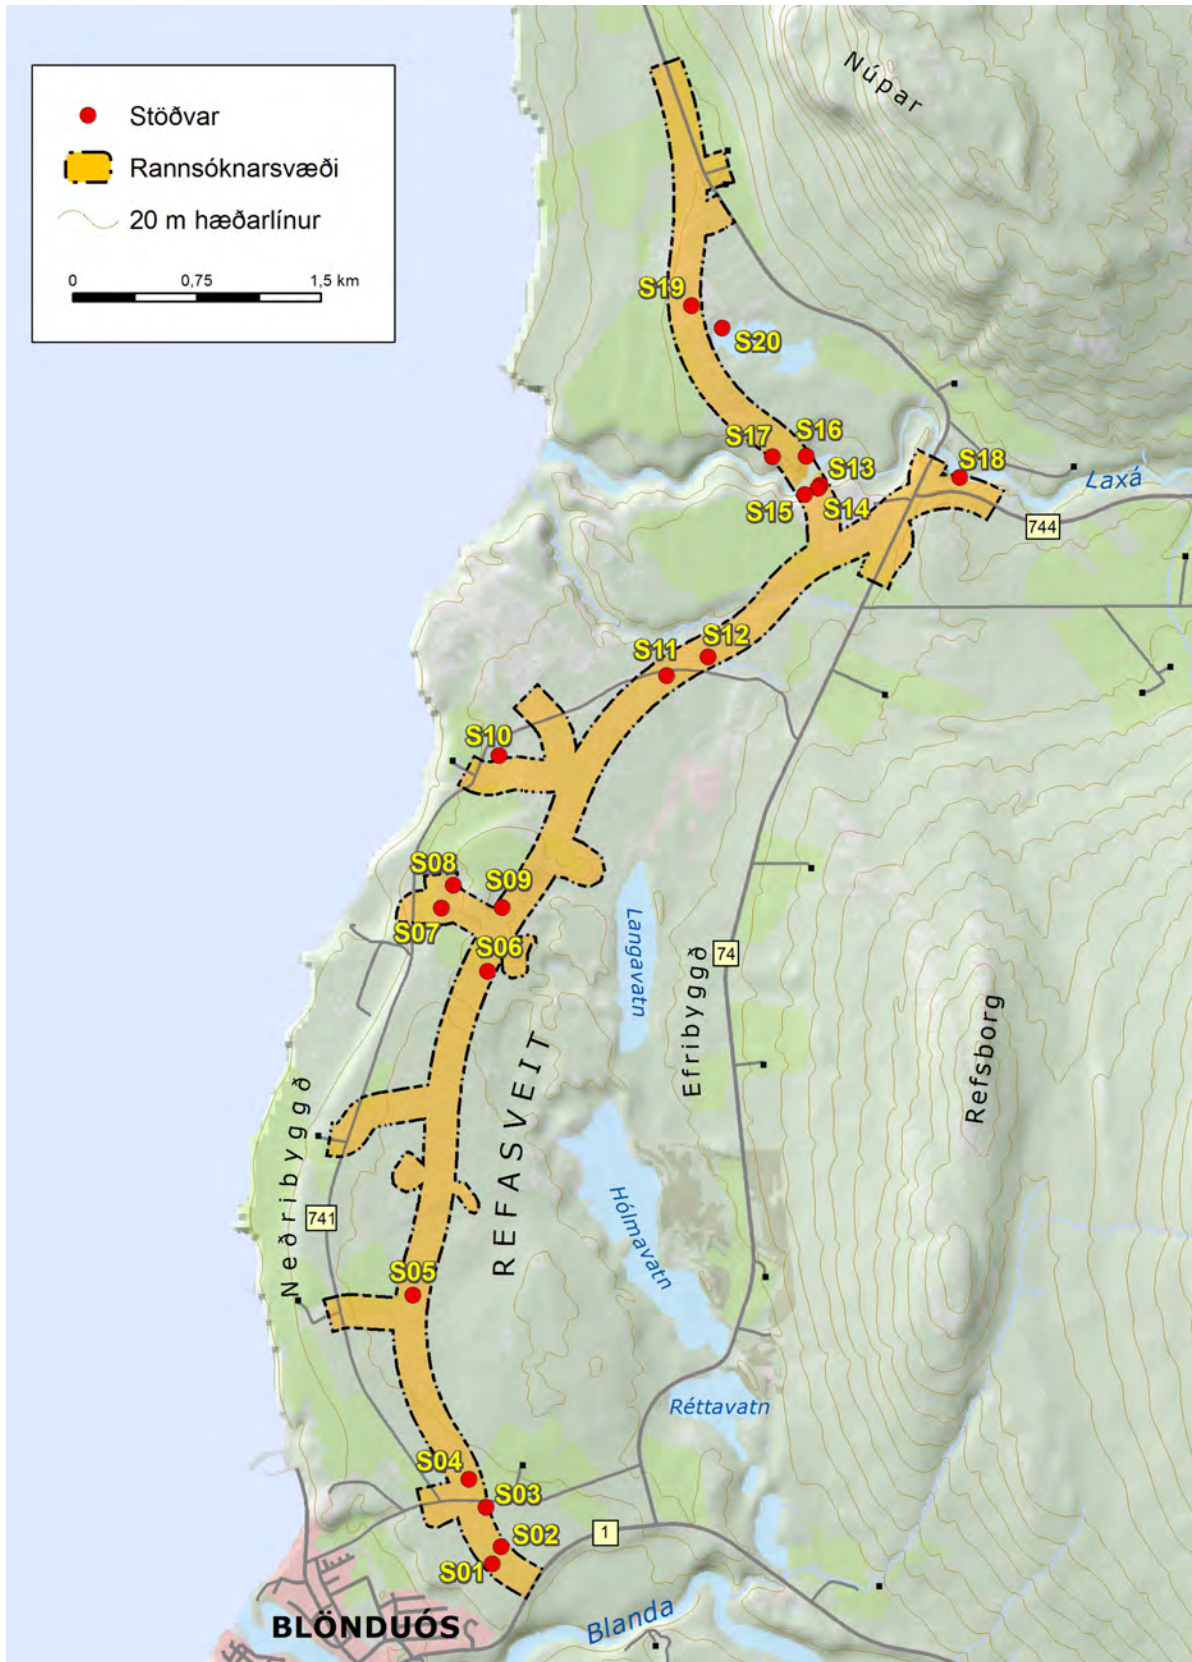 Stöðvar
Rannsóknarsvæði
20 m hæðarlínur
0 0,75 1,5 km
Núpar
S19
S20
S17
S16
S13
S18
Laxá
S15
S14
744
S12
S11
S10
S08
S09
S07
S06
Langavatn
Efribyggð
74
Refsborg
REFASVEIT
Neðribyggð
Hólmavatn
741
S05
Réttavatn
S04
S03
S02
1
S01
BLÖNDUÓS
Blanda